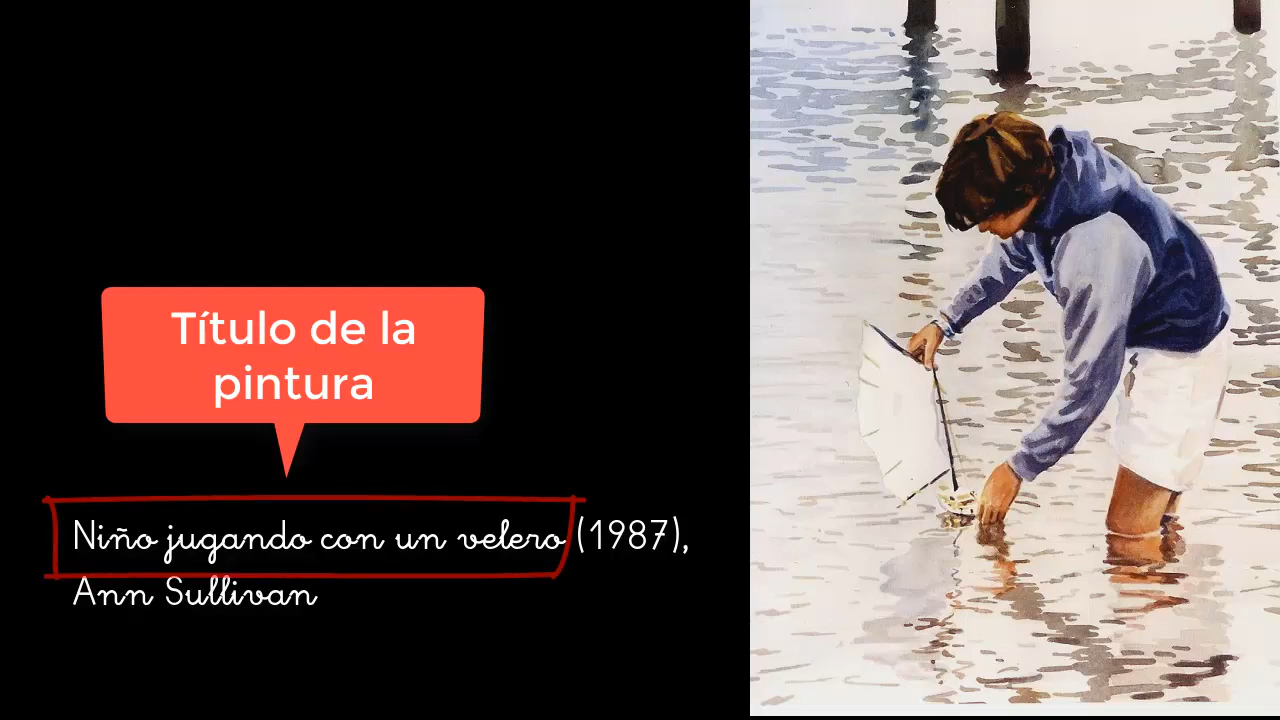 Título de la
pintura
Niño jugando con un velero (1987),
Ann Sullivan